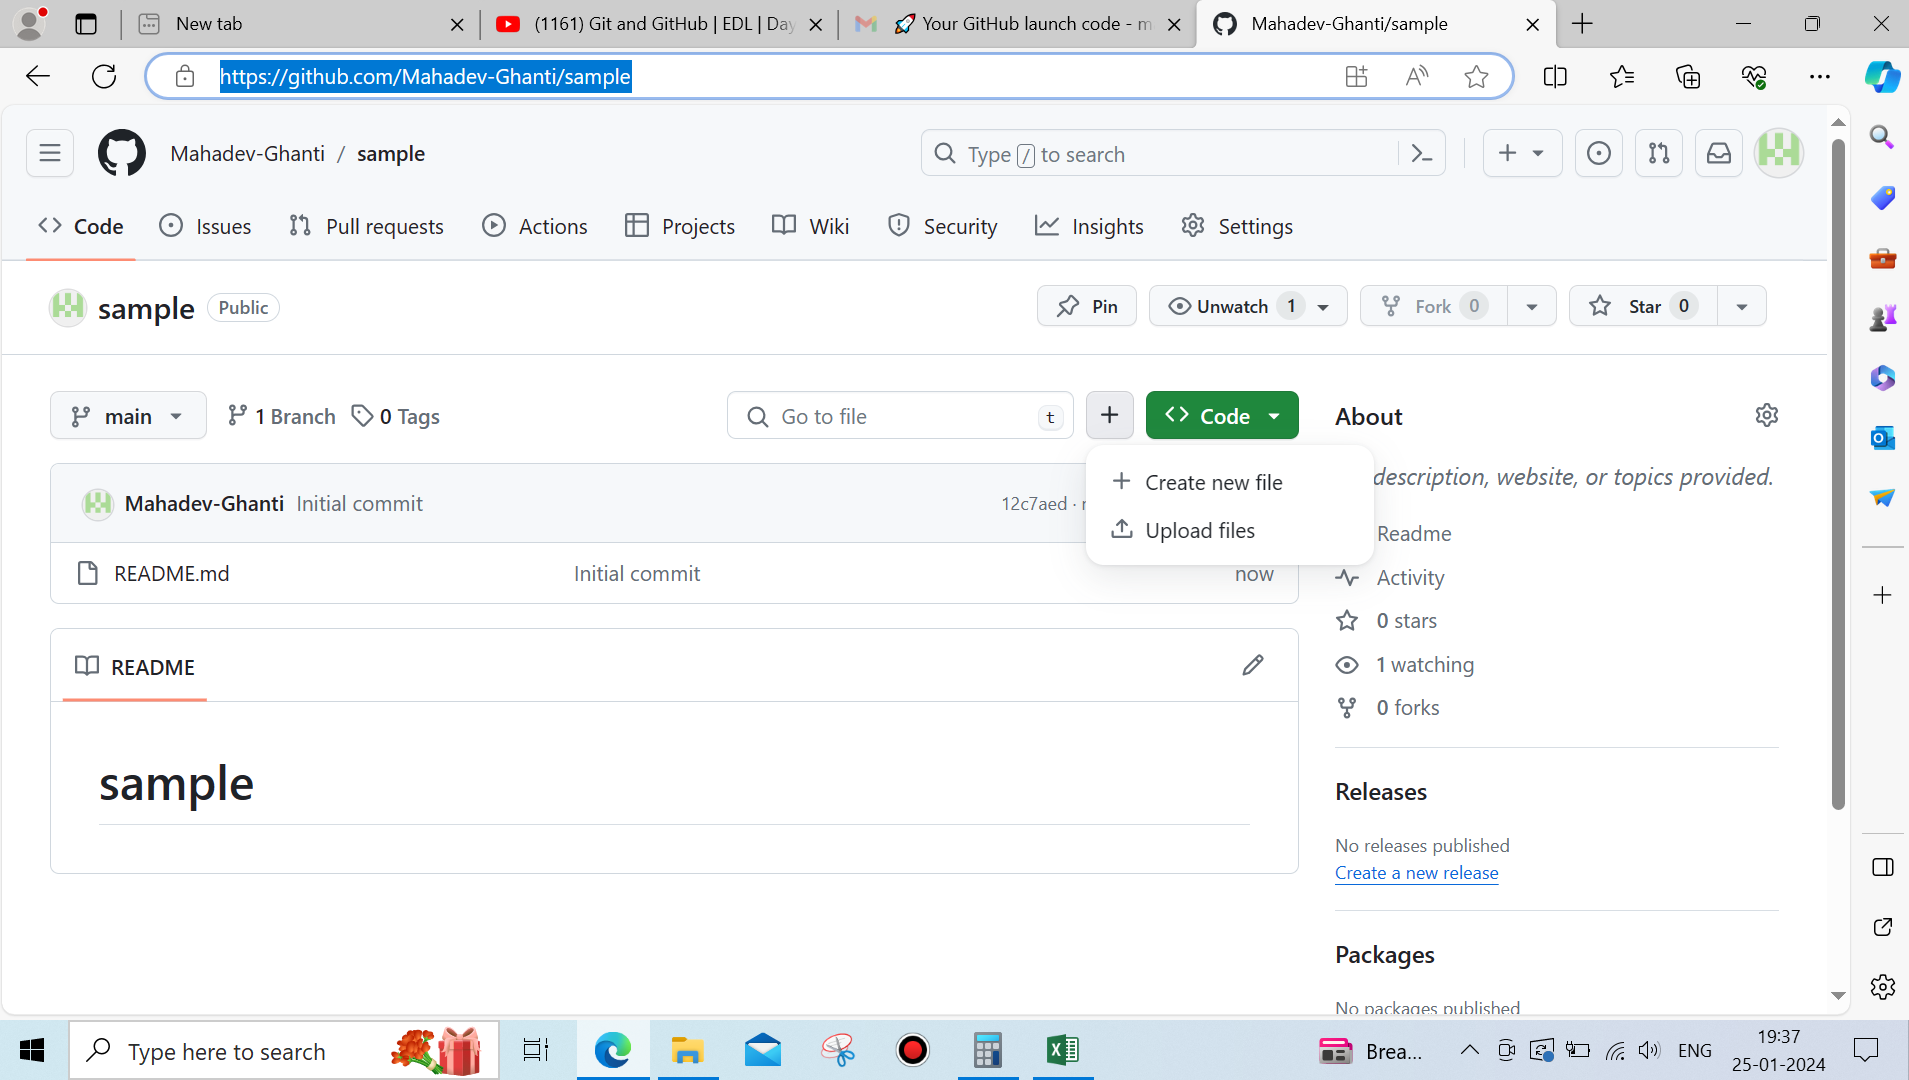 New tab
(1161) Git and GitHub | EDL | Day
🚀 Your GitHub launch code - m
Mahadev-Ghanti/sample
https://github.com/Mahadev-Ghanti/sample
Mahadev-Ghanti / sample
Type / to search
Code
Issues
Pull requests
Actions
Projects
Wiki
Security
Insights
Settings
sample Public
Pin
Unwatch 1
Fork 0
Star 0
main
1 Branch
0 Tags
Go to file t
+
Code
About
Create new file
Upload files
description, website, or topics provided.
Mahadev-Ghanti Initial commit
12c7aed ·
README.md Initial commit now
Readme
Activity
0 stars
1 watching
0 forks
README
sample
Releases
No releases published
Create a new release
Packages
No packages published
Type here to search
Brea...
ENG
19:37
25-01-2024